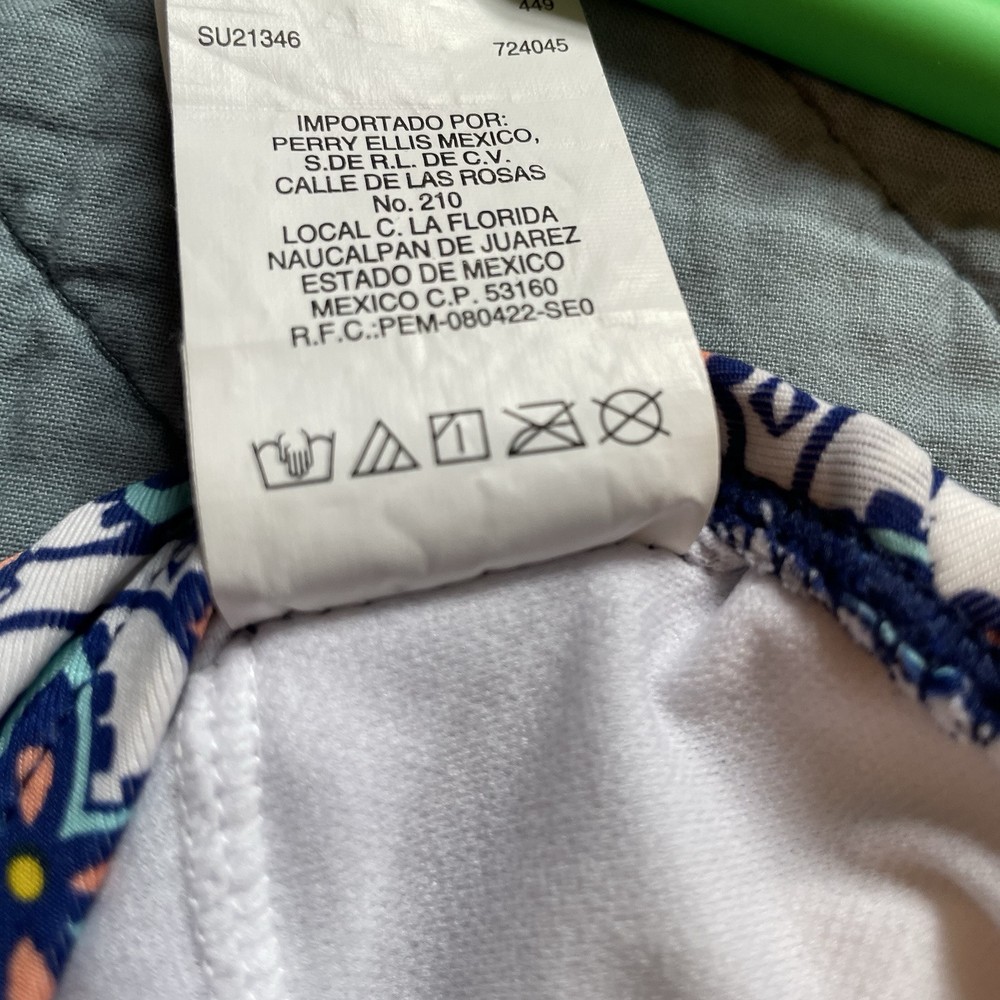 449
SU21346 724045
IMPORTADO POR:
PERRY ELLIS MEXICO,
S.DE R.L. DE C.V.
CALLE DE LAS ROSAS
No. 210
LOCAL C. LA FLORIDA
NAUCALPAN DE JUAREZ
ESTADO DE MEXICO
MEXICO C.P. 53160
R.F.C.:PEM-080422-SE0